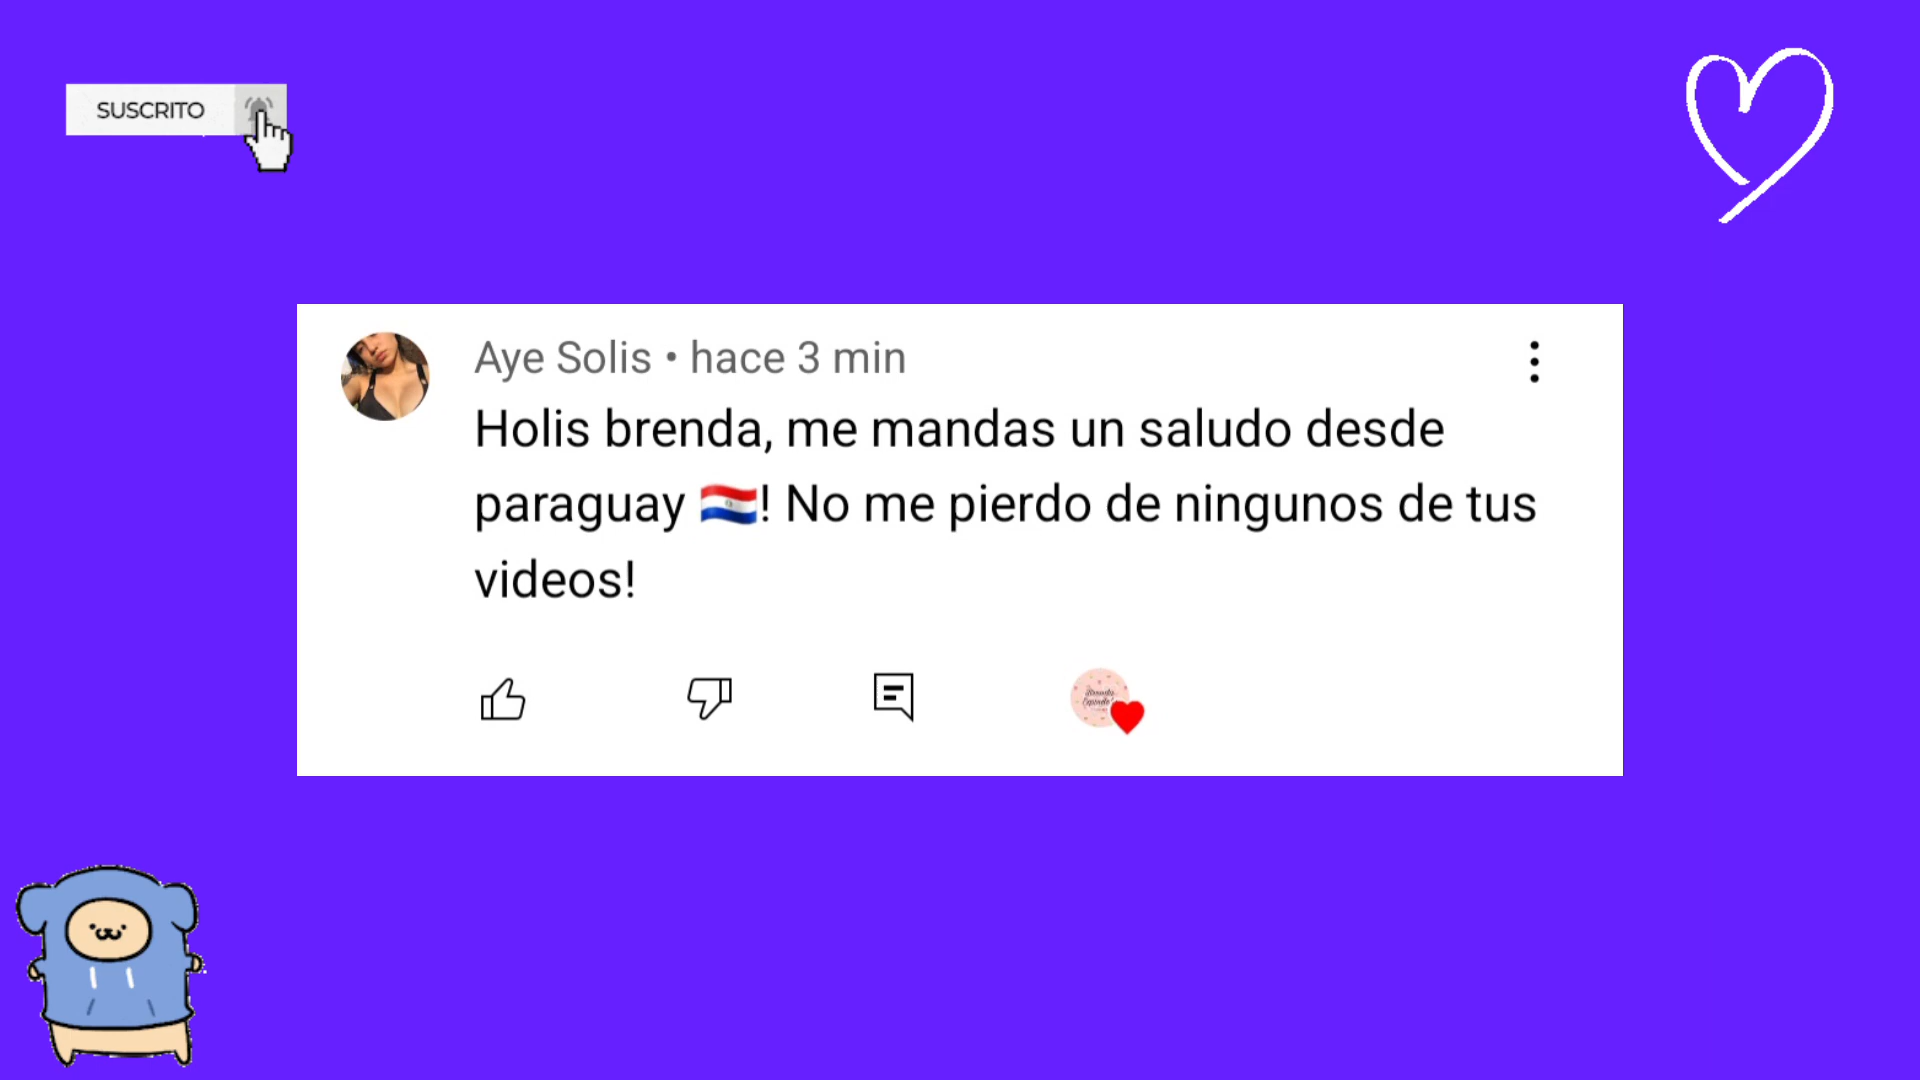 SUSCRITO
Aye Solis • hace 3 min
Holis brenda, me mandas un saludo desde
paraguay 🇵🇾! No me pierdo de ningunos de tus
videos!